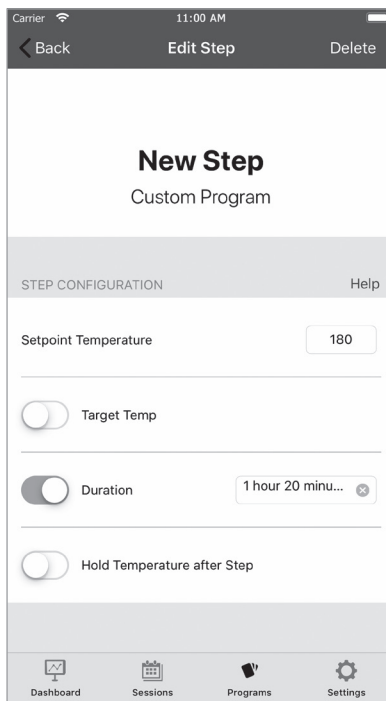 Carrier 11:00 AM
Back Edit Step Delete
New Step
Custom Program
STEP CONFIGURATION Help
Setpoint Temperature 180
Target Temp
Duration 1 hour 20 minu...
Hold Temperature after Step
Dashboard Sessions Programs Settings